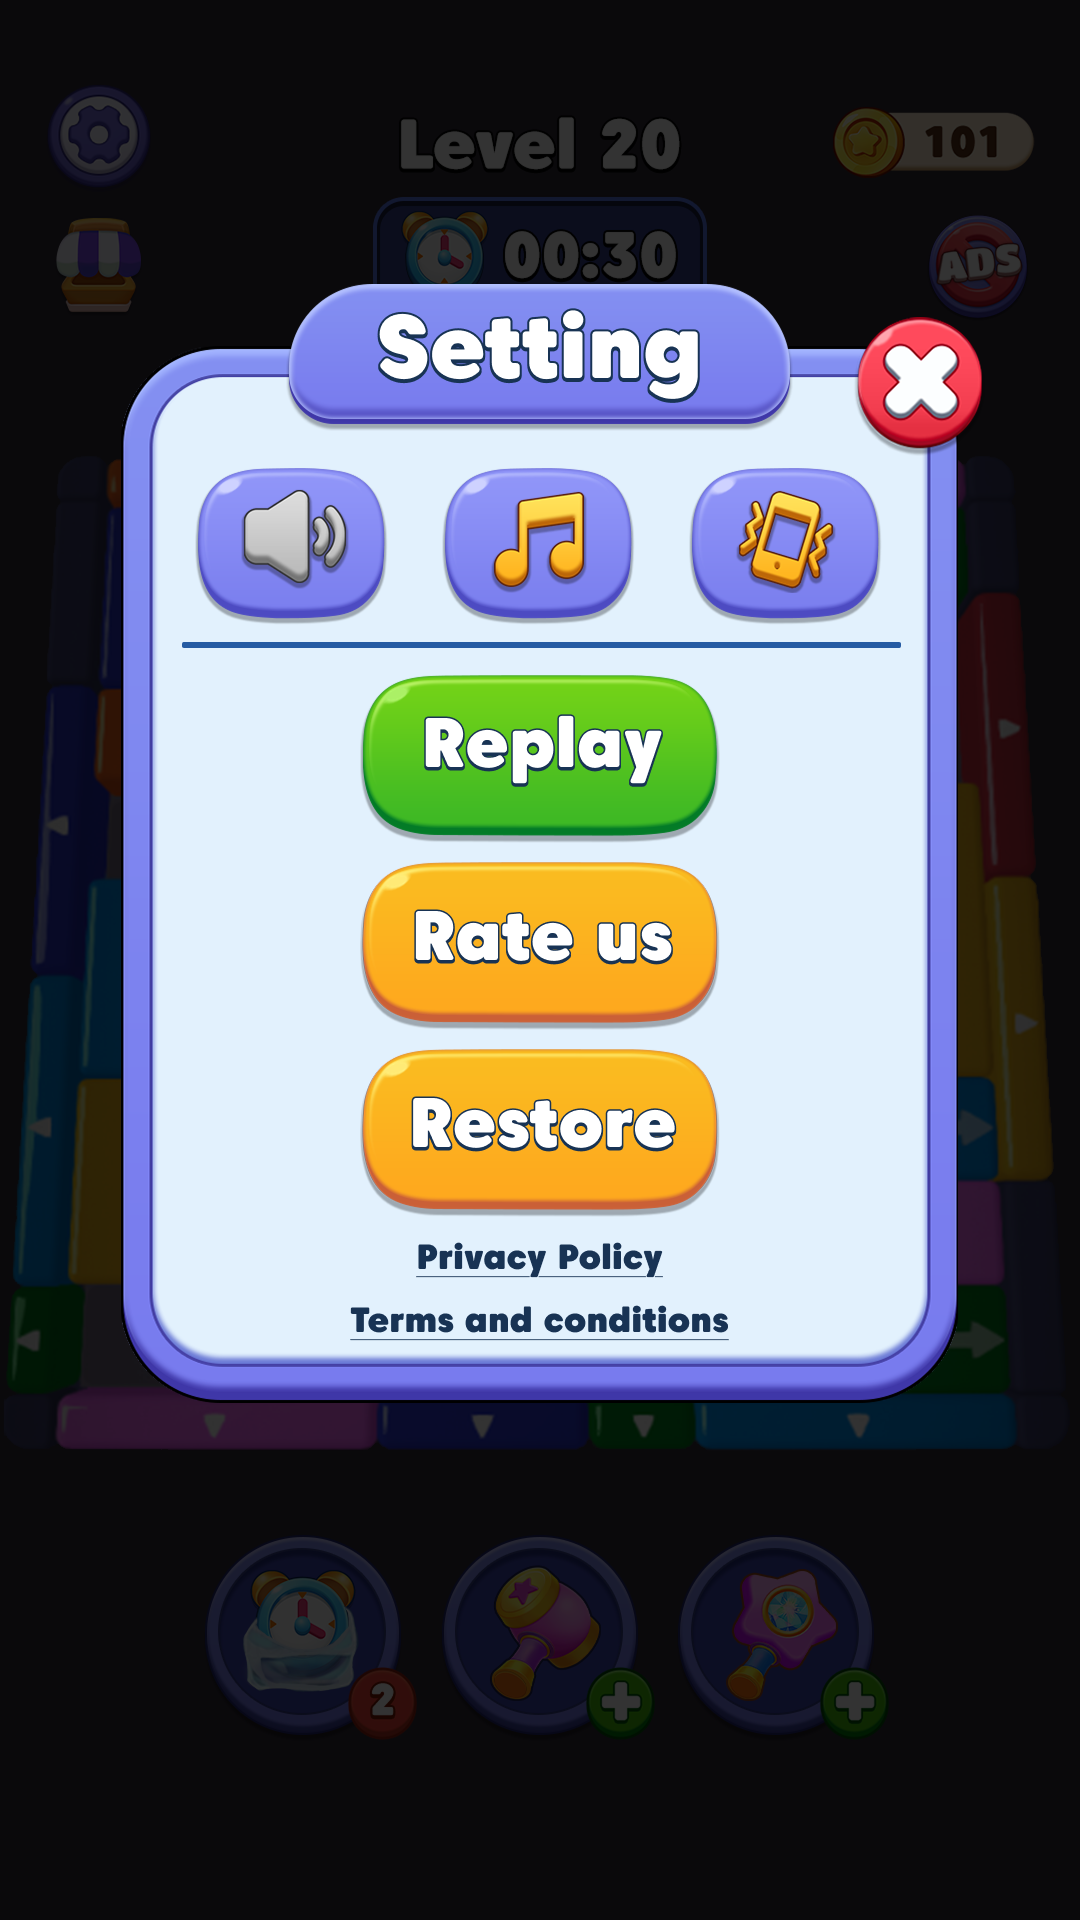 Level 20
101
00:30
ADS
Setting
Replay
Rate us
Restore
Privacy Policy
Terms and conditions
2